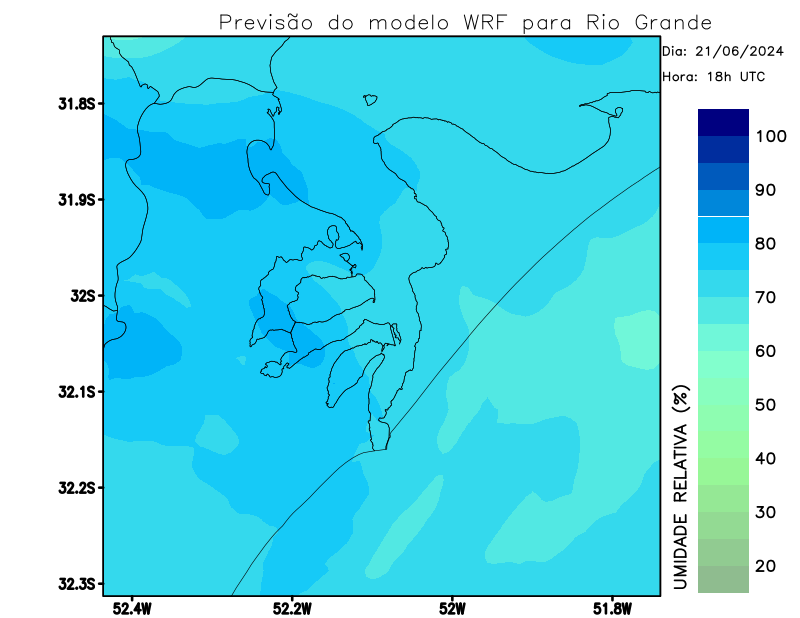 Previsão do modelo WRF para Rio Grande
Dia: 21/06/2024
Hora: 18h UTC
31.8S
31.9S
32S
32.1S
32.2S
32.3S
52.4W
52.2W
52W
51.8W
100
90
80
70
60
50
40
30
20
UMIDADE RELATIVA (%)